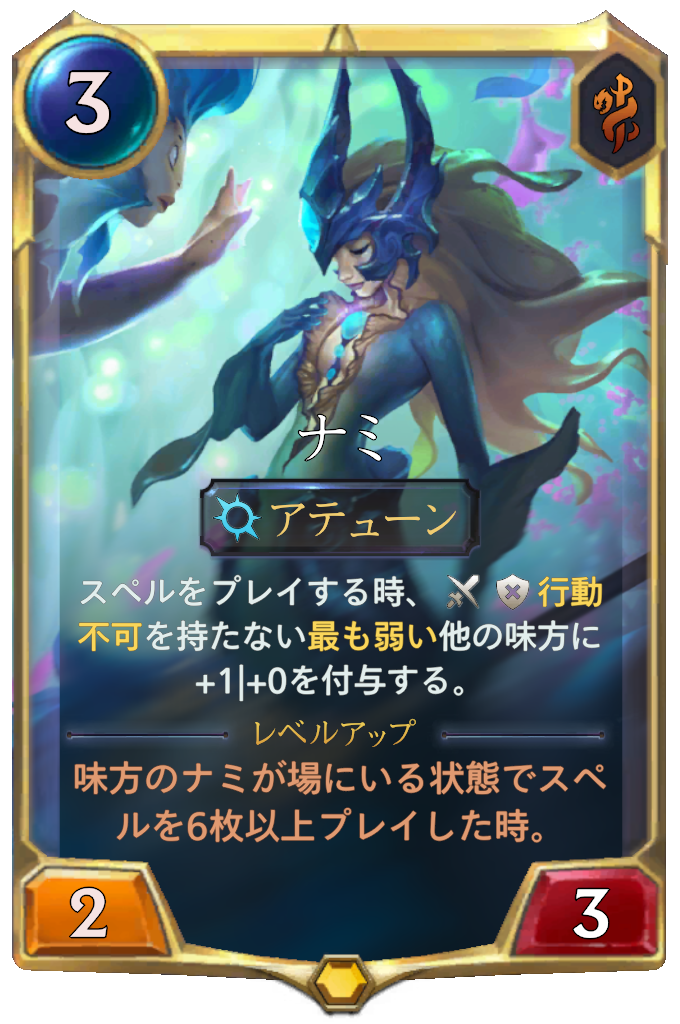 3
ナミ
アテューン
スペルをプレイする時、行動
不可を持たない最も弱い他の味方に
+1|+0を付与する。
レベルアップ
味方のナミが場にいる状態でスペ
ルを6枚以上プレイした時。
2
3